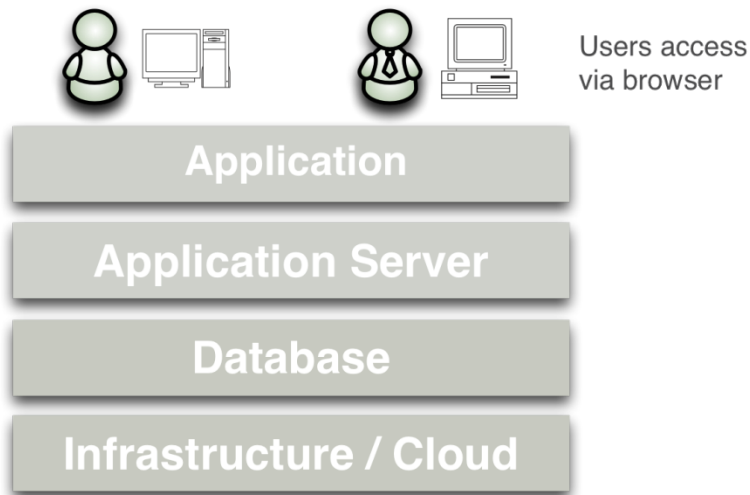 Users access
via browser
Application
Application Server
Database
Infrastructure / Cloud